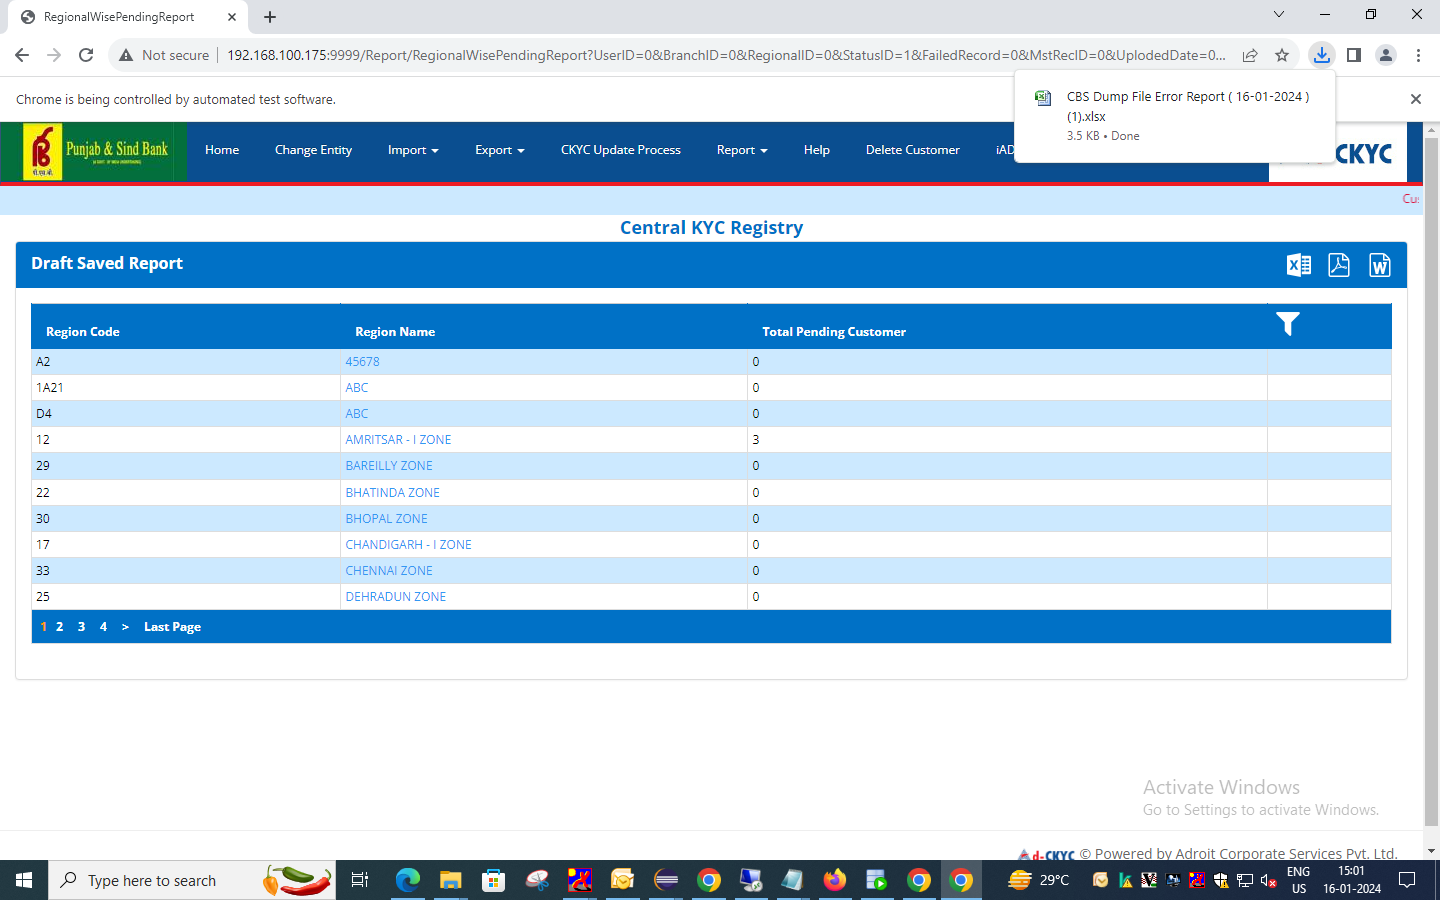 RegionalWisePendingReport
Not secure
192.168.100.175:9999/Report/RegionalWisePendingReport?UserID=0&BranchID=0&RegionalID=0&StatusID=1&FailedRecord=0&MstRecID=0&UplodedDate=0...
Chrome is being controlled by automated test software.
CBS Dump File Error Report ( 16-01-2024 )
(1).xlsx
3.5 KB • Done
पी.एस.बी.
Punjab & Sind Bank
Home
Change Entity
Import
Export
CKYC Update Process
Report
Help
Delete Customer
iAD
CKYC
Cus
Central KYC Registry
Draft Saved Report
Region Code Region Name Total Pending Customer
A2 45678 0
1A21 ABC 0
D4 ABC 0
12 AMRITSAR - I ZONE 3
29 BAREILLY ZONE 0
22 BHATINDA ZONE 0
30 BHOPAL ZONE 0
17 CHANDIGARH - I ZONE 0
33 CHENNAI ZONE 0
25 DEHRADUN ZONE 0
1 2 3 4 > Last Page
Activate Windows
Go to Settings to activate Windows.
Ad-CKYC © Powered by Adroit Corporate Services Pvt. Ltd.
Type here to search
29°C
ENG
US
15:01
16-01-2024